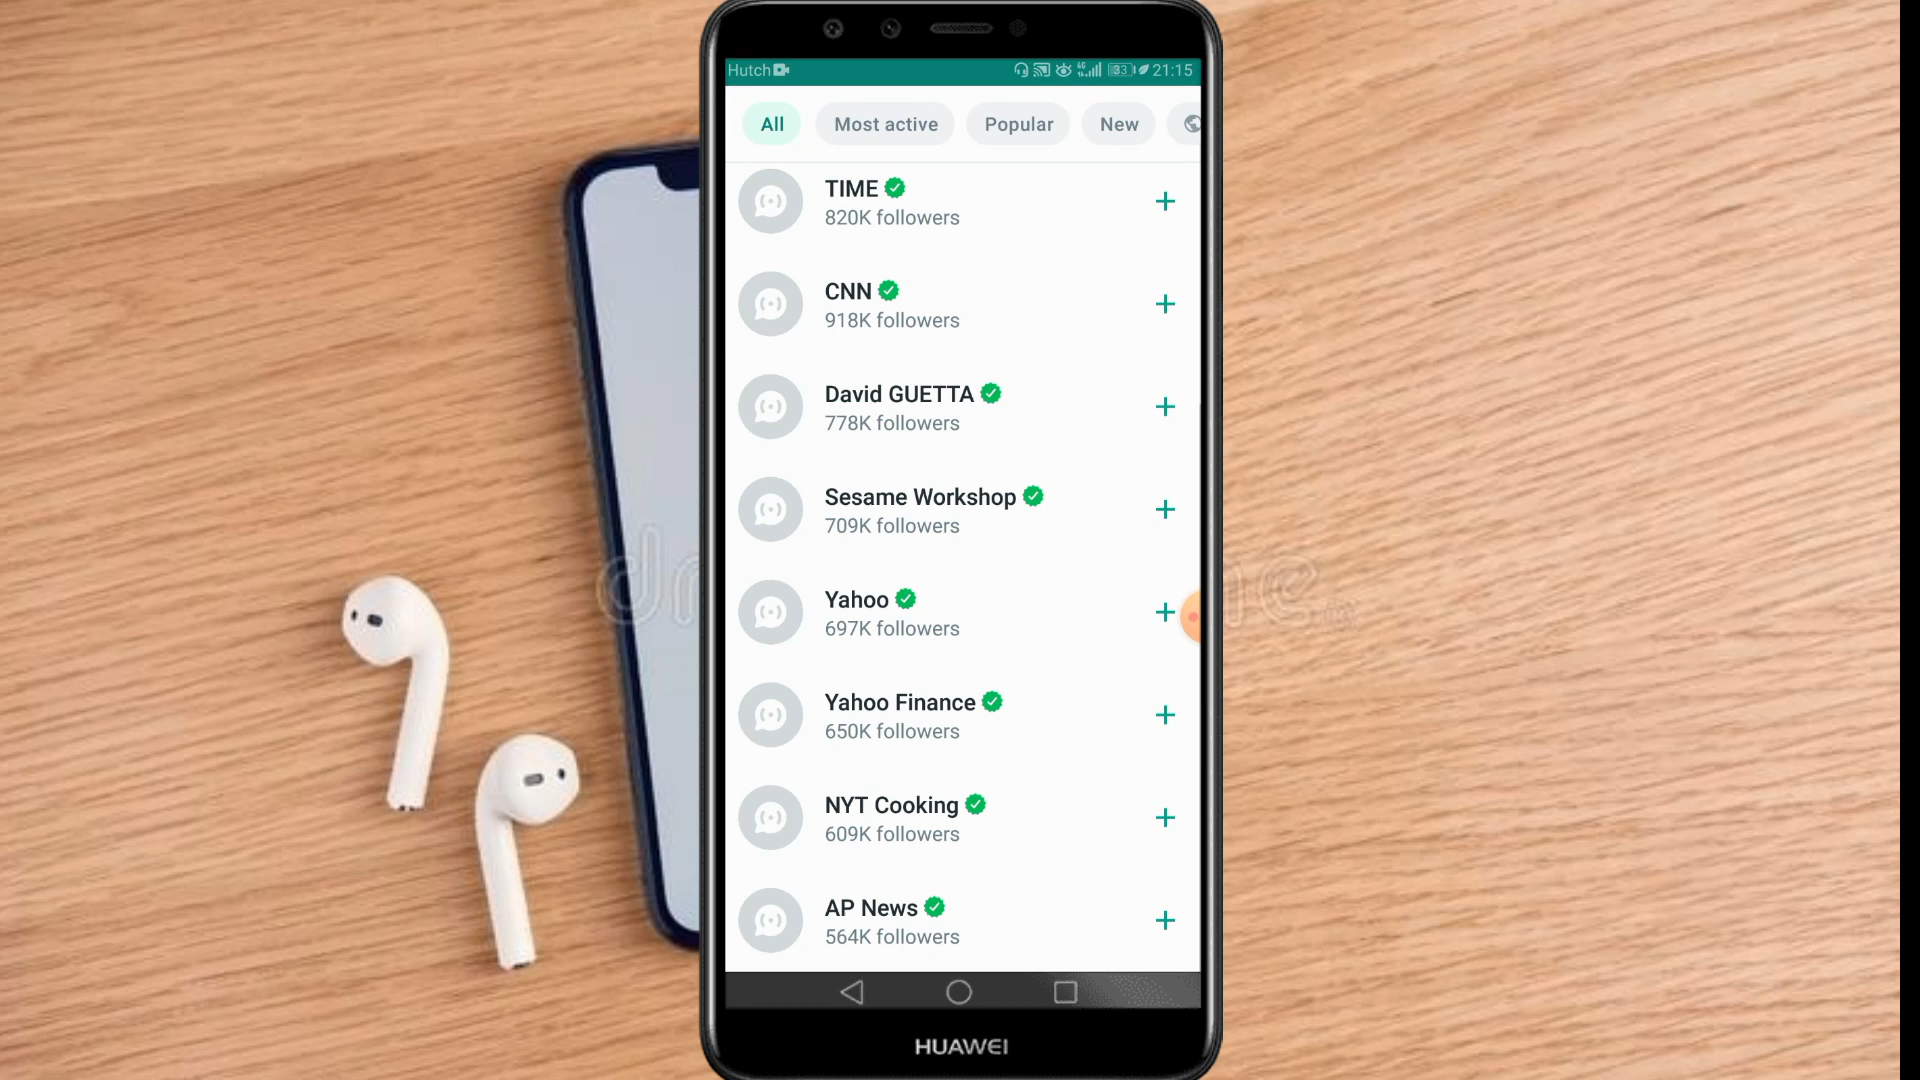 Hutch
4G
33
21:15
All
Most active
Popular
New
TIME
820K followers
CNN
918K followers
David GUETTA
778K followers
Sesame Workshop
709K followers
Yahoo
697K followers
Yahoo Finance
650K followers
NYT Cooking
609K followers
AP News
564K followers
HUAWEI